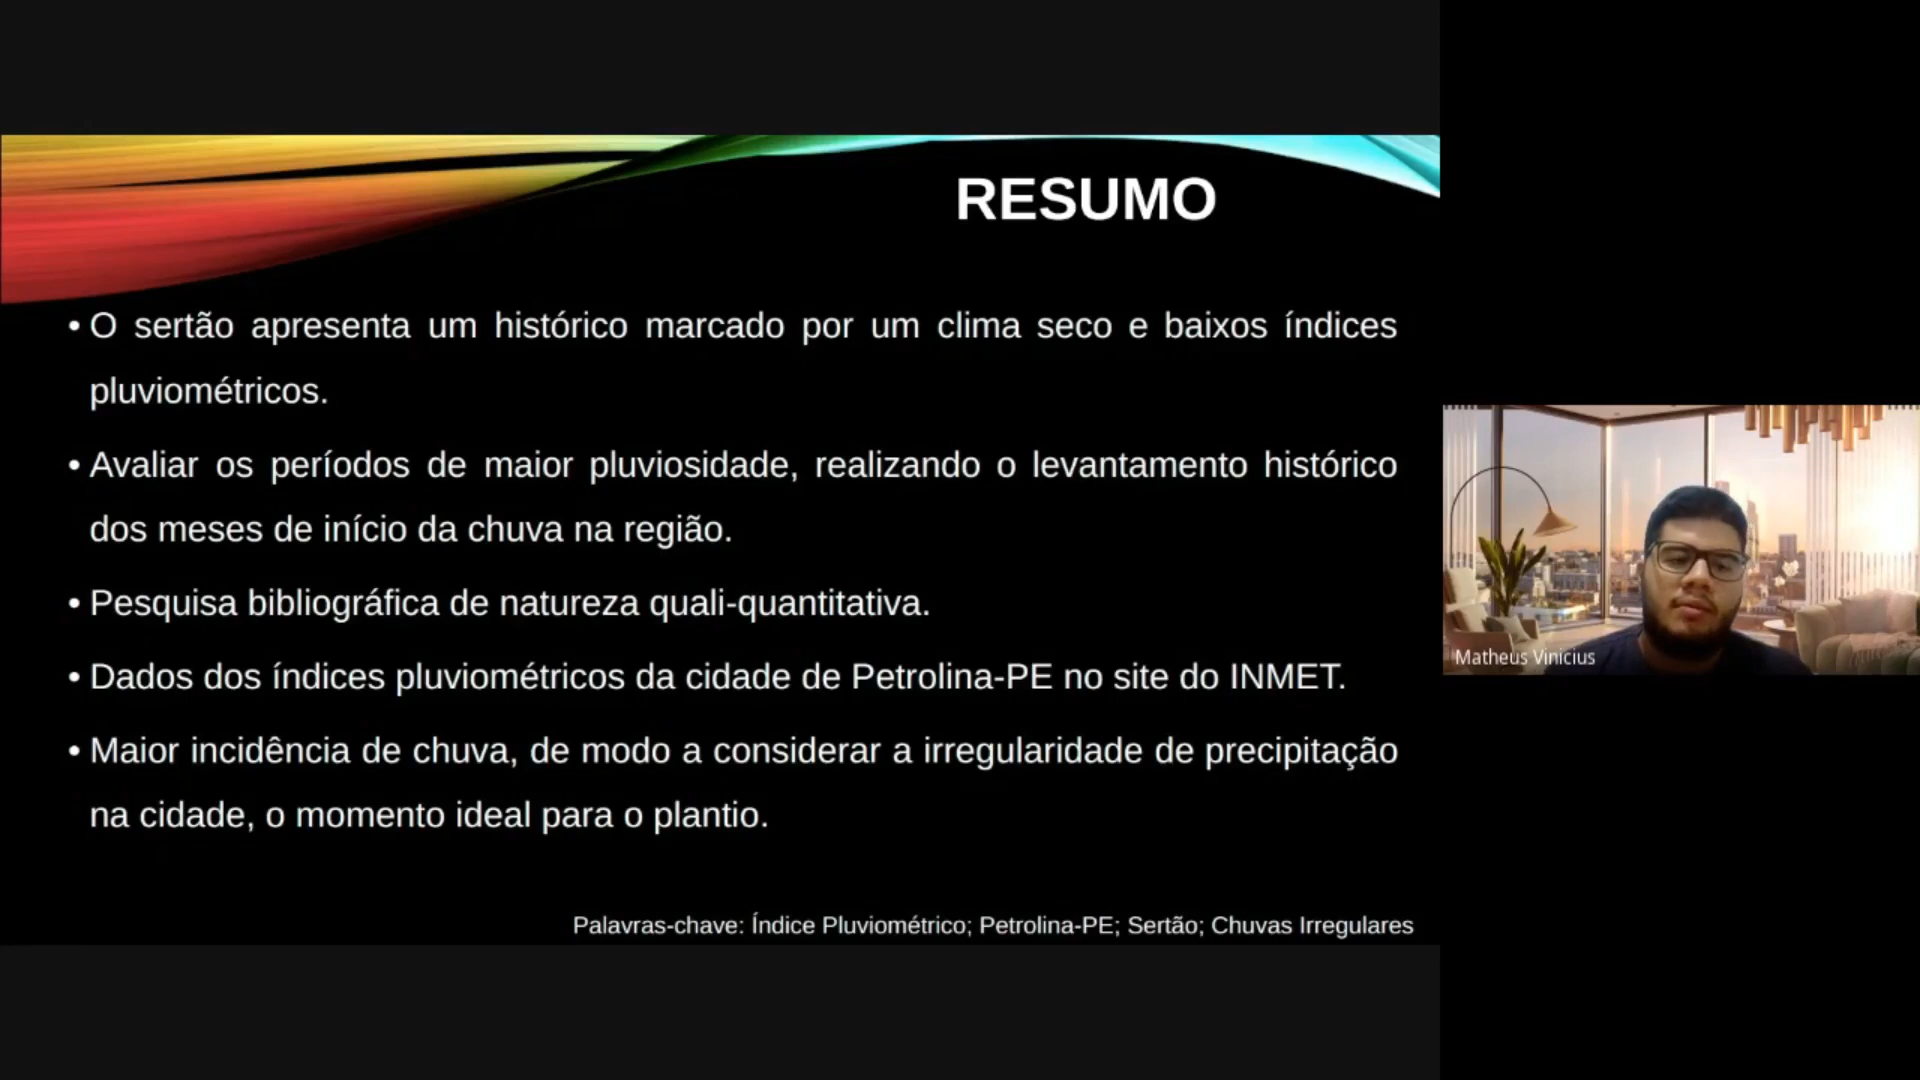 RESUMO
• O sertão apresenta um histórico marcado por um clima seco e baixos índices
pluviométricos.
• Avaliar os períodos de maior pluviosidade, realizando o levantamento histórico
dos meses de início da chuva na região.
• Pesquisa bibliográfica de natureza quali-quantitativa.
• Dados dos índices pluviométricos da cidade de Petrolina-PE no site do INMET.
• Maior incidência de chuva, de modo a considerar a irregularidade de precipitação
na cidade, o momento ideal para o plantio.
Palavras-chave: Índice Pluviométrico; Petrolina-PE; Sertão; Chuvas Irregulares
Matheus Vinicius